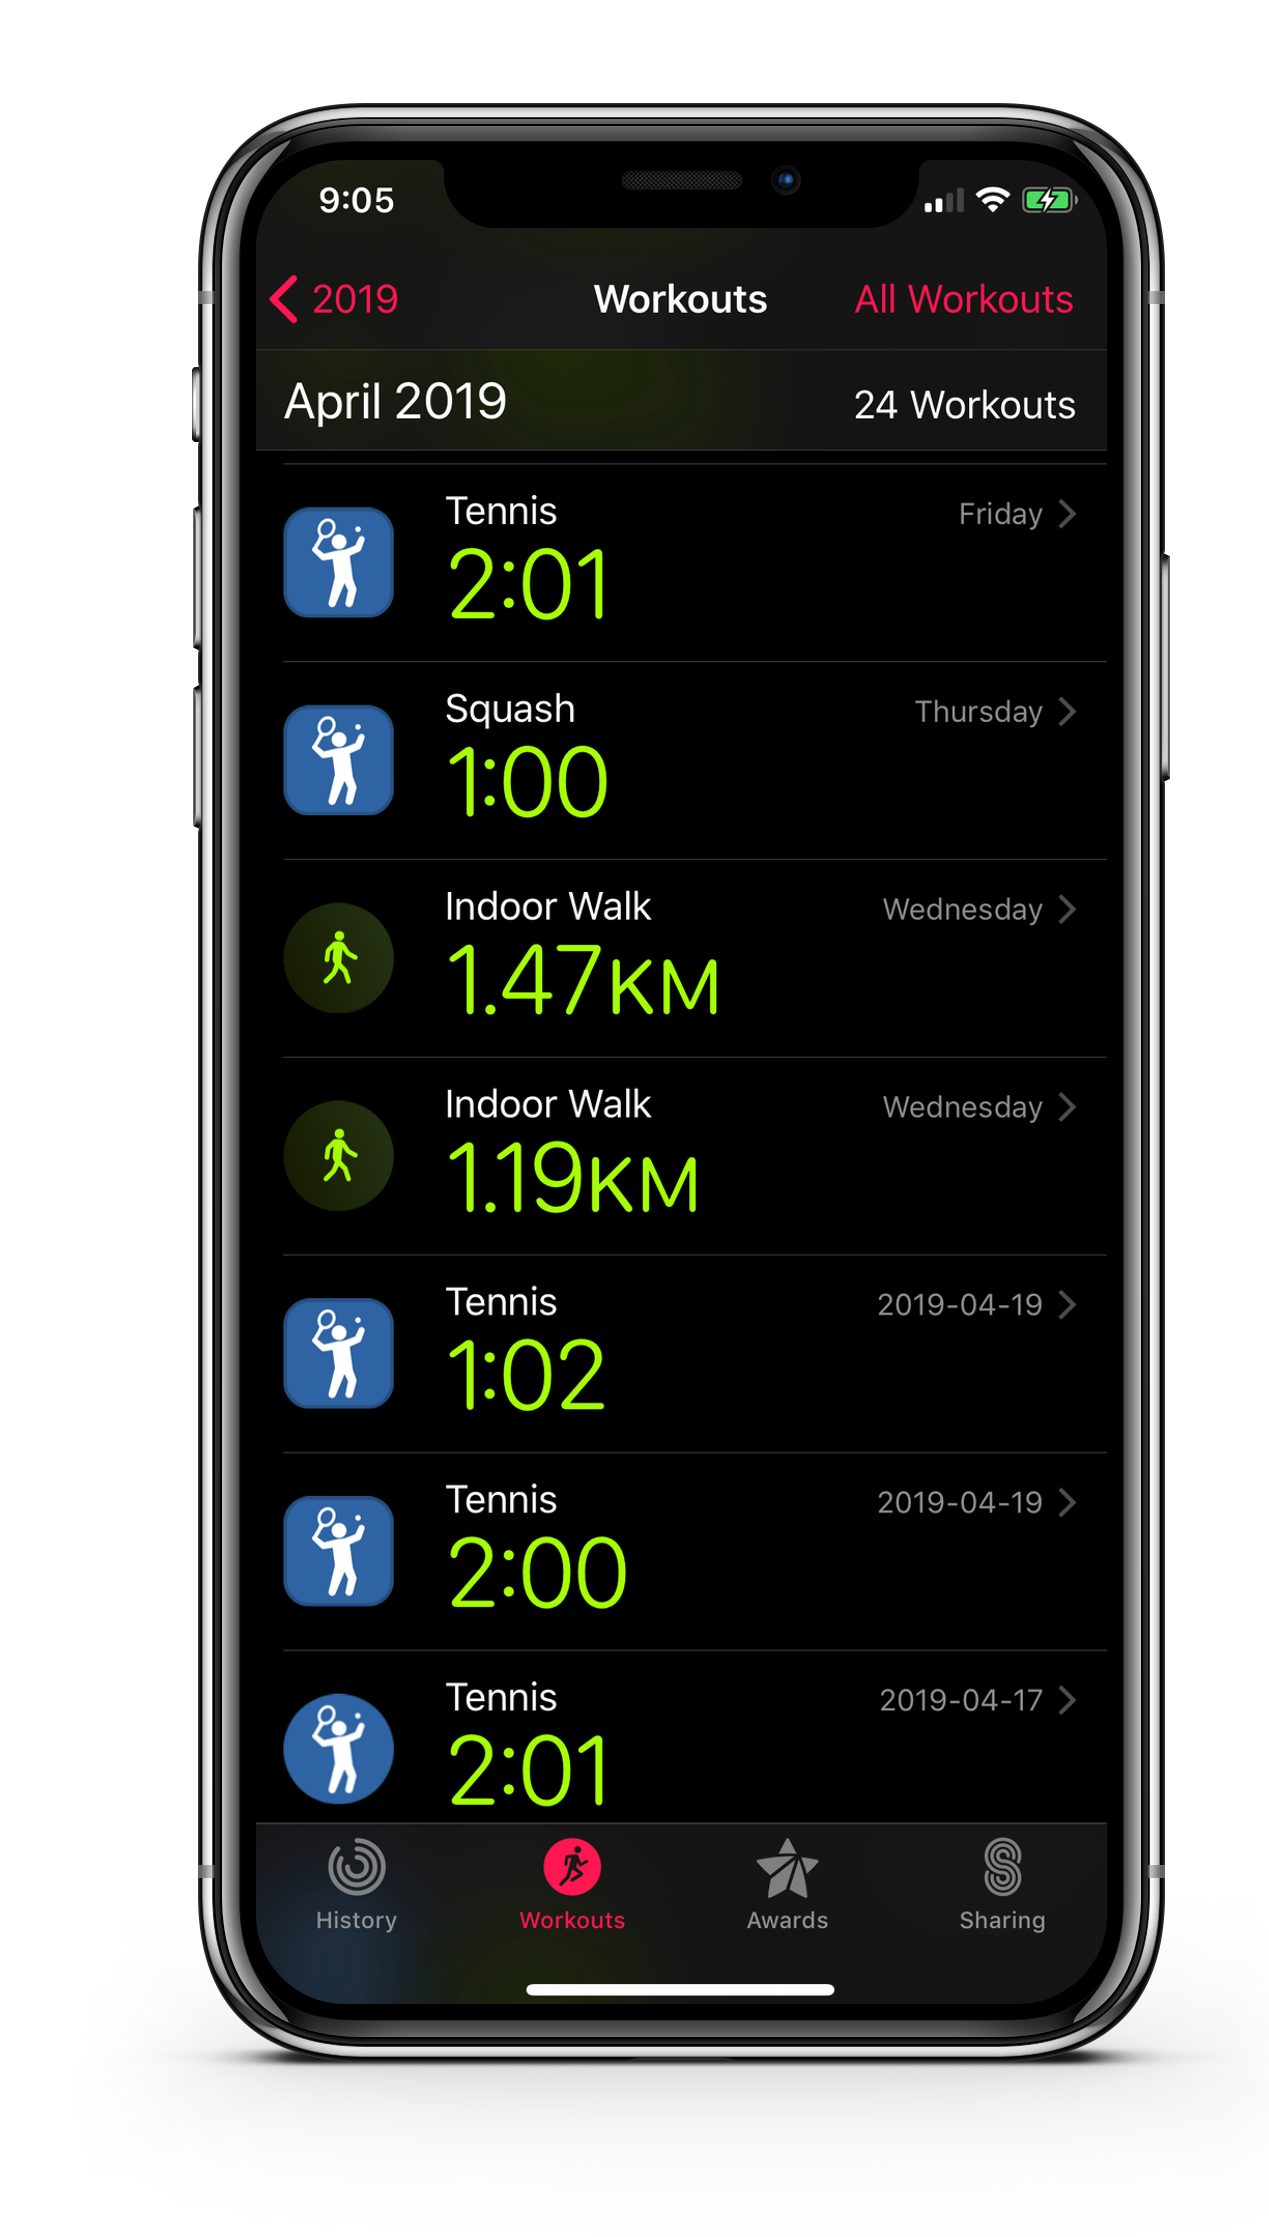 9:05
2019 Workouts All Workouts
April 2019 24 Workouts
Tennis Friday
2:01
Squash Thursday
1:00
Indoor Walk Wednesday
1.47KM
Indoor Walk Wednesday
1.19KM
Tennis 2019-04-19
1:02
Tennis 2019-04-19
2:00
Tennis 2019-04-17
2:01
History Workouts Awards Sharing